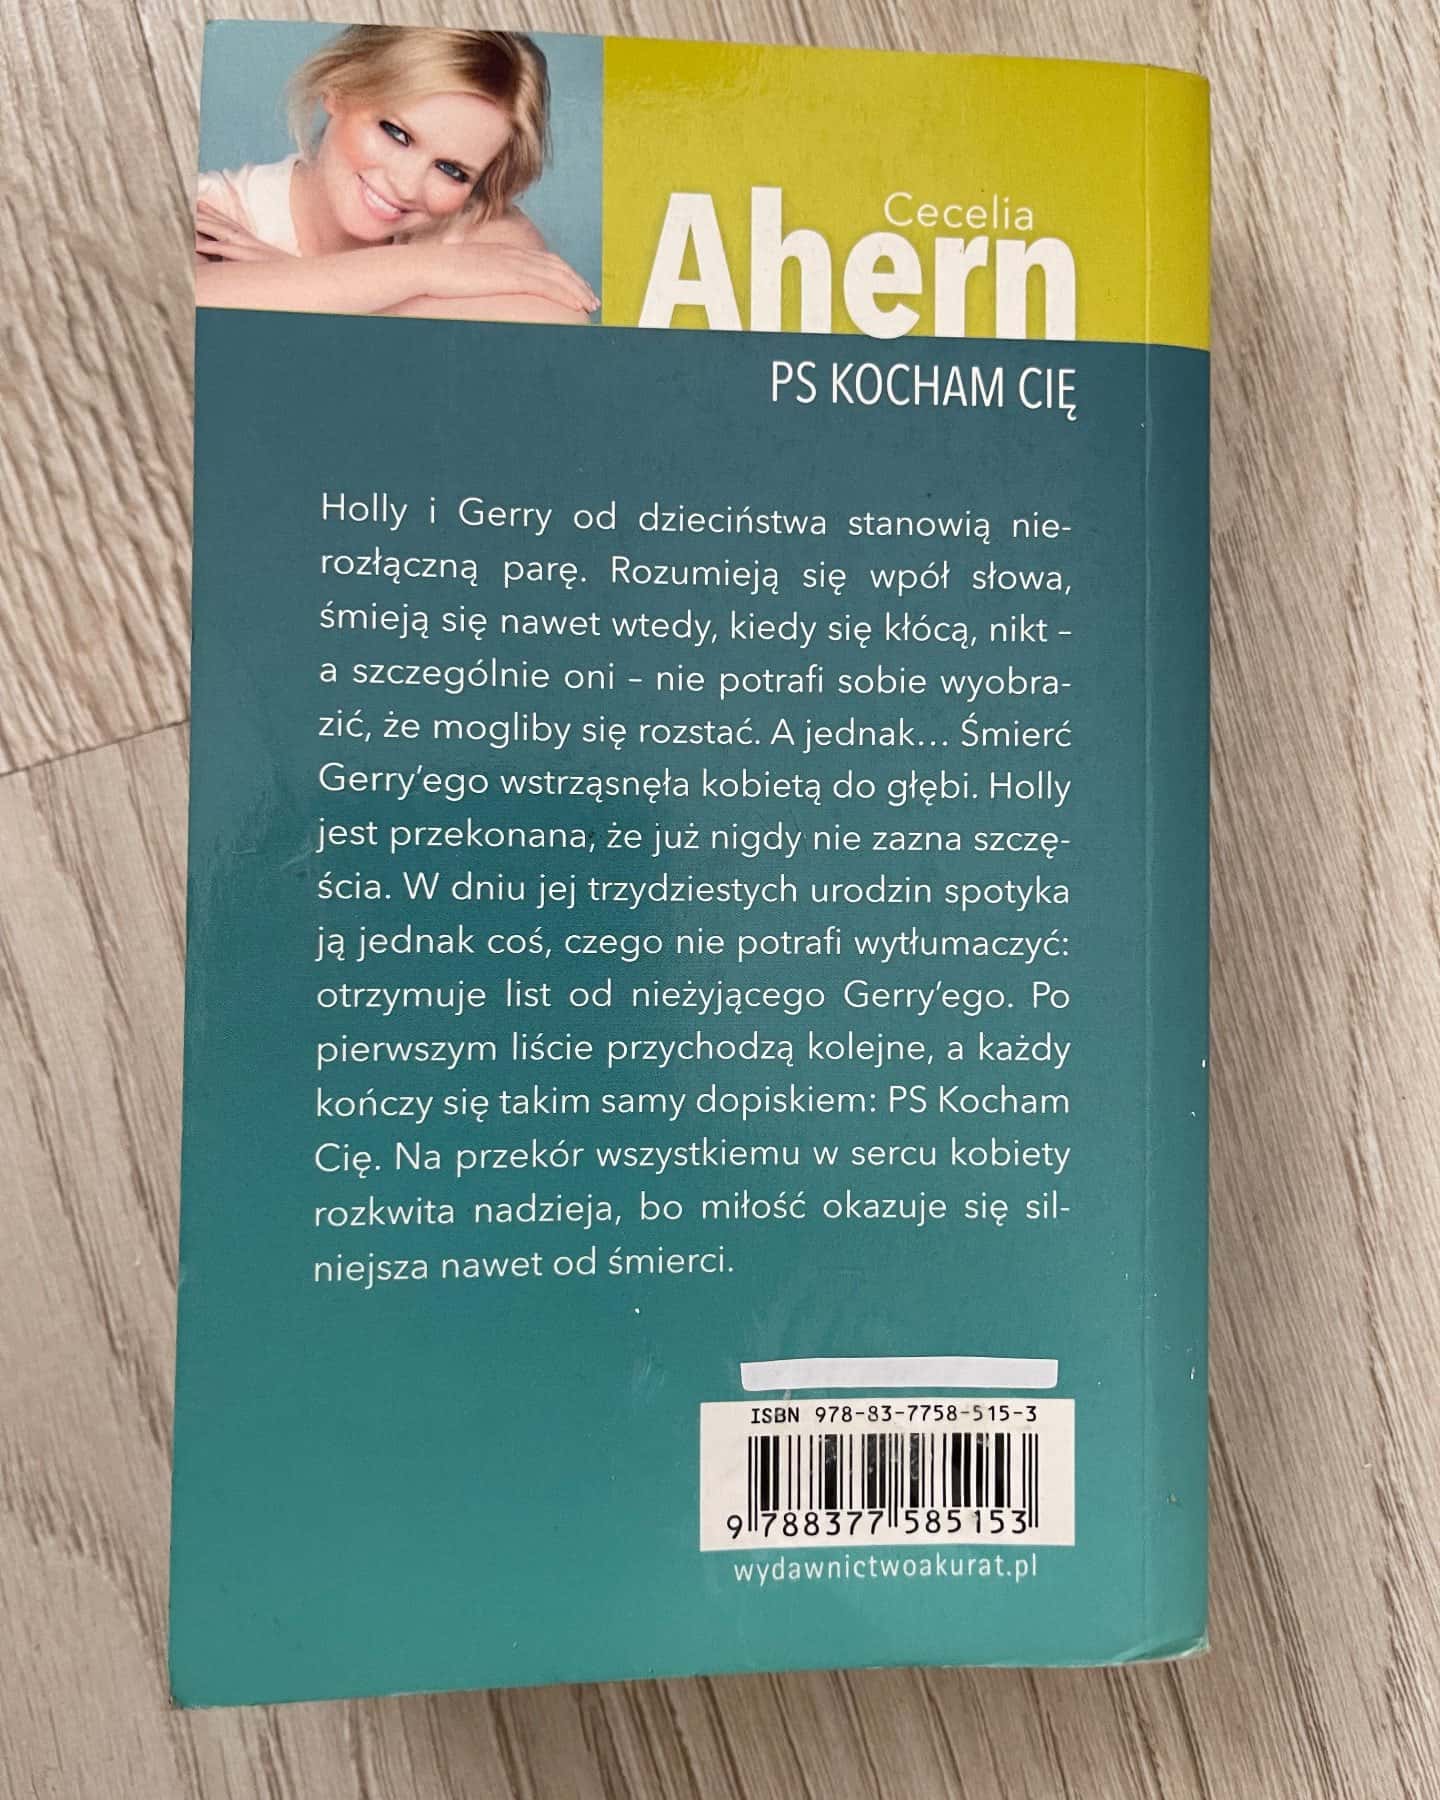 Cecelia
Ahern
PS KOCHAM CIĘ
Holly i Gerry od dzieciństwa stanowią nie-
rozłączną parę. Rozumieją się wpół słowa,
śmieją się nawet wtedy, kiedy się kłócą, nikt –
a szczególnie oni – nie potrafi sobie wyobra-
zić, że mogliby się rozstać. A jednak... Śmierć
Gerry’ego wstrząsnęła kobietą do głębi. Holly
jest przekonana, że już nigdy nie zazna szczę-
ścia. W dniu jej trzydziestych urodzin spotyka
ją jednak coś, czego nie potrafi wytłumaczyć:
otrzymuje list od nieżyjącego Gerry’ego. Po
pierwszym liście przychodzą kolejne, a każdy
kończy się takim samy dopiskiem: PS Kocham
Cię. Na przekór wszystkiemu w sercu kobiety
rozkwita nadzieja, bo miłość okazuje się sil-
niejsza nawet od śmierci.
ISBN 978-83-7758-515-3
9 788377 585153
wydawnictwoakurat.pl